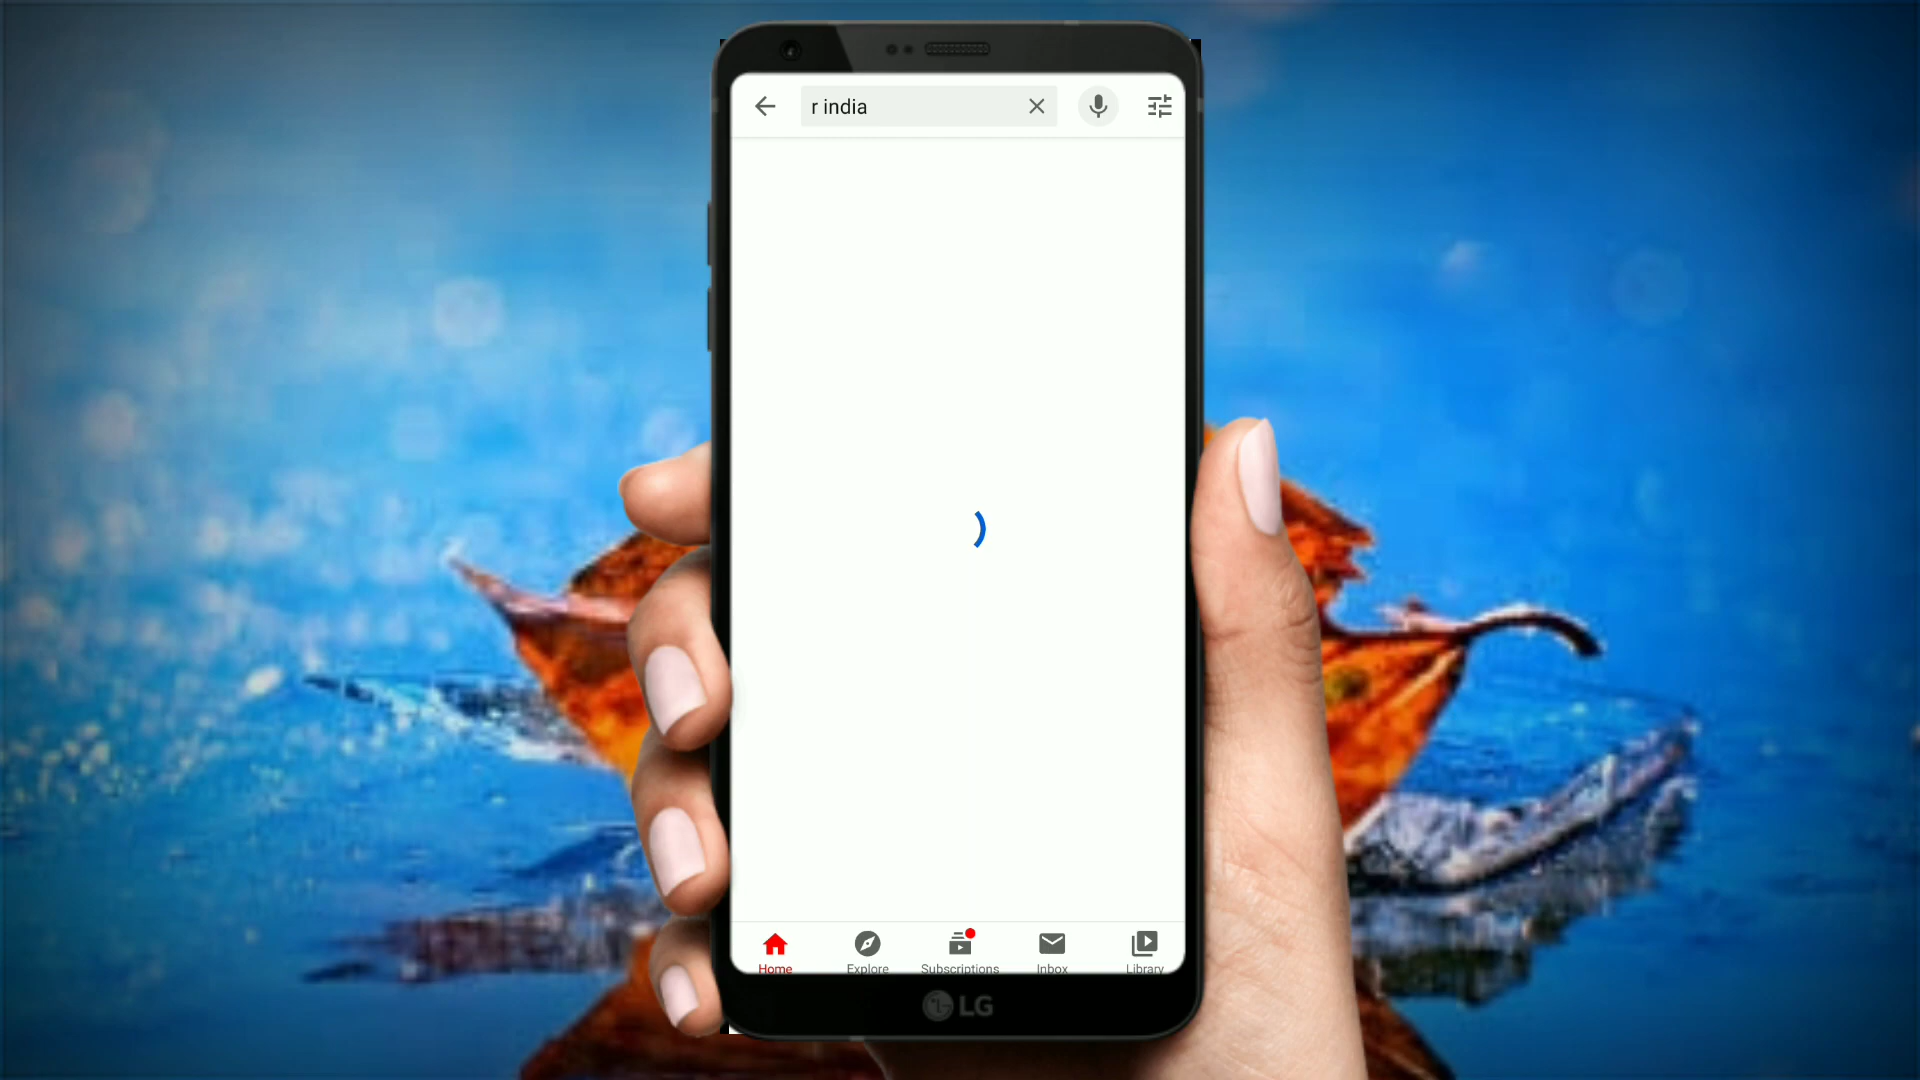 r india
Home
Explore
Subscriptions
Inbox
Library
LG